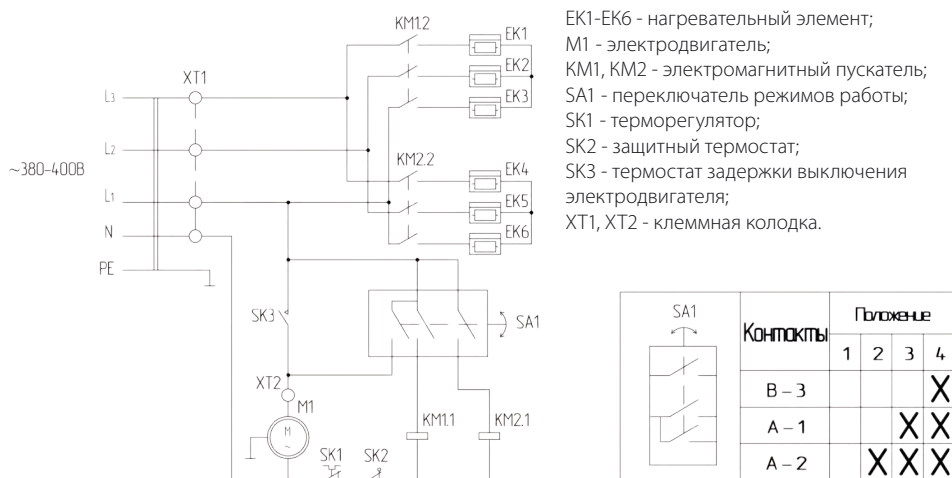 EK1-EK6 - нагревательный элемент;
M1 - электродвигатель;
KM1, KM2 - электромагнитный пускатель;
SA1 - переключатель режимов работы;
SK1 - терморегулятор;
SK2 - защитный термостат;
SK3 - термостат задержки выключения
электродвигателя;
XT1, XT2 - клеммная колодка.
KM1.2
EK1
EK2
EK3
XT1
L3
L2
~380-400В
L1
N
PE
KM2.2
EK4
EK5
EK6
SK3
SA1
XT2
M1
M
~
KM1.1
KM2.1
SK1
SK2
SA1
Контакты
Положение
1 2 3 4
B – 3 X
A – 1 X X
A – 2 X X X